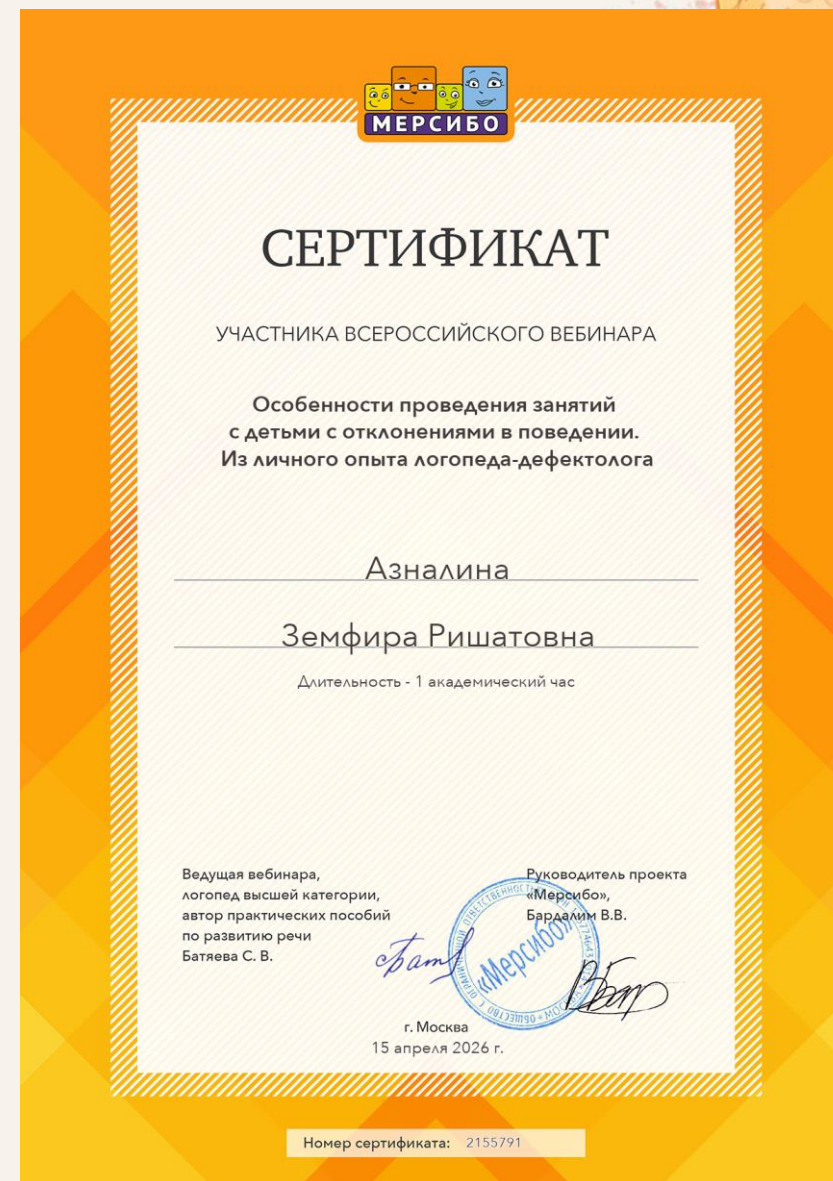 МЕРСИБО
СЕРТИФИКАТ
УЧАСТНИКА ВСЕРОССИЙСКОГО ВЕБИНАРА
Особенности проведения занятий
с детьми с отклонениями в поведении.
Из личного опыта логопеда-дефектолога
Азналина
Земфира Ришатовна
Длительность - 1 академический час
Ведущая вебинара,
логопед высшей категории,
автор практических пособий
по развитию речи
Батяева С. В.
Руководитель проекта
«Мерсибо»,
Бардалим В.В.
«Мерсибо»
г. Москва
15 апреля 2026 г.
Номер сертификата: 2155791